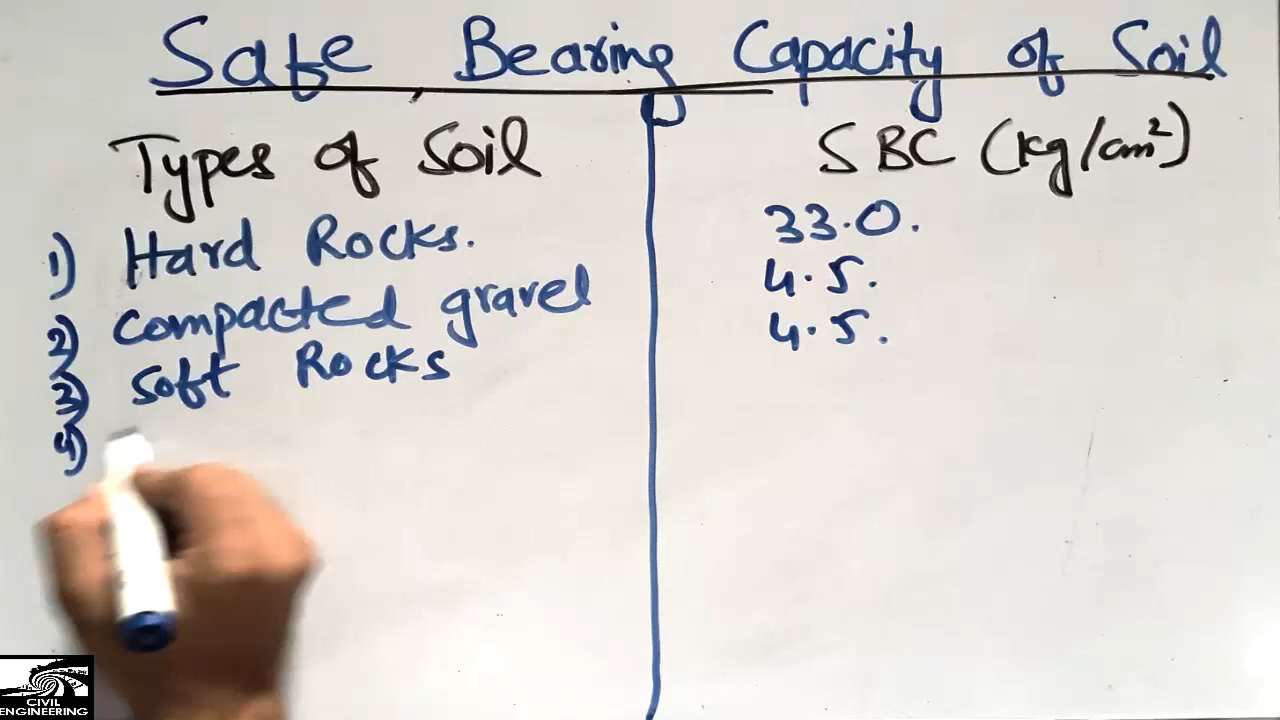 Safe Bearing Capacity of Soil
Types of Soil
SBC (kg/cm²)
1) Hard Rocks.
33.0.
2) compacted gravel
4.5.
3) soft Rocks
4.5.
4)
CIVIL
ENGINEERING